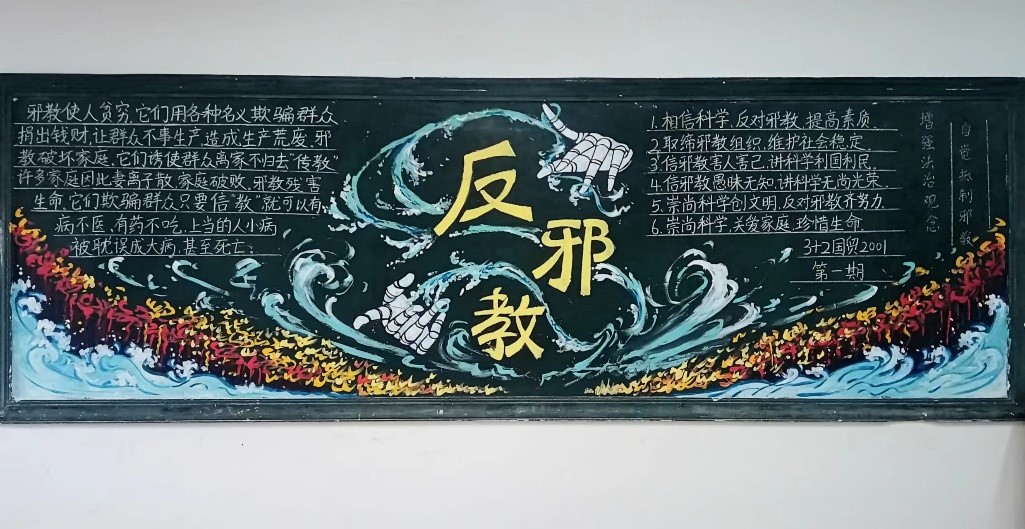 邪教使人贫穷,它们用各种名义欺骗群众
捐出钱财,让群众不事生产,造成生产荒废,邪
教破坏家庭,它们诱使群众离家不归去“传教”
许多家庭因此妻离子散,家庭破败,邪教残害
生命,它们欺骗群众只要信“教”就可以有
病不医、有药不吃,上当的人小病
被耽误成大病,甚至死亡
反
邪
教
1.相信科学,反对邪教,提高素质
2.取缔邪教组织,维护社会稳定
3.信邪教害人害己,讲科学利国利民
4.信邪教愚昧无知,讲科学无尚光荣
5.崇尚科学创文明,反对邪教齐努力
6.崇尚科学,关爱家庭,珍惜生命
3+2国贸2001
第一期
增强法治观念
自觉抵制邪教